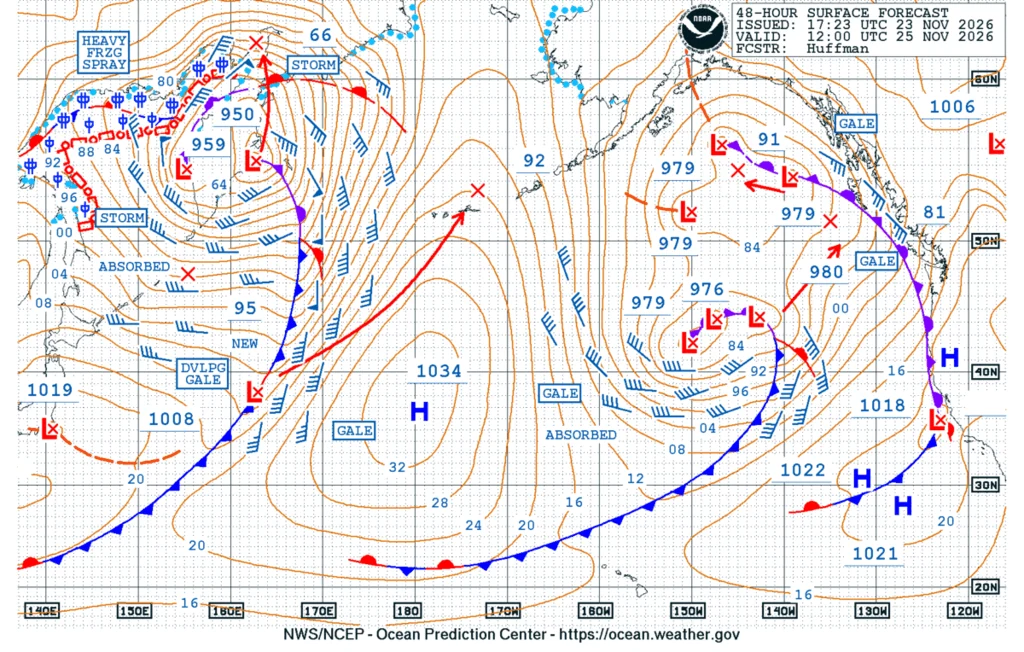 48-HOUR SURFACE FORECAST
ISSUED: 17:23 UTC 23 NOV 2026
VALID: 12:00 UTC 25 NOV 2026
FCSTR: Huffman
NOAA
HEAVY
FRZG
SPRAY
66
STORM
80
60N
1006
950
GALE
959
91
88
84
92
92
979
64
96
STORM
979
81
00
50N
979
84
ABSORBED
GALE
04
980
08
95
979
976
00
NEW
84
DVLPG
GALE
H
1034
92
16
40N
1019
96
GALE
1018
1008
H
04
GALE
ABSORBED
08
32
1022
20
12
H
30N
28
16
H
24
20
20
20
1021
20N
16
16
140E
150E
160E
170E
180
170W
160W
150W
140W
130W
120W
NWS/NCEP - Ocean Prediction Center - https://ocean.weather.gov